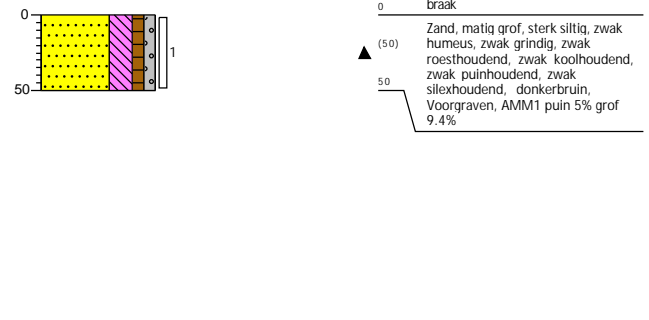 0
50
1
0
braak
(50)
50
Zand, matig grof, sterk siltig, zwak
humeus, zwak grindig, zwak
roesthoudend, zwak koolhoudend,
zwak puinhoudend, zwak
silexhoudend, donkerbruin,
Voorgraven, AMM1 puin 5% grof
9.4%